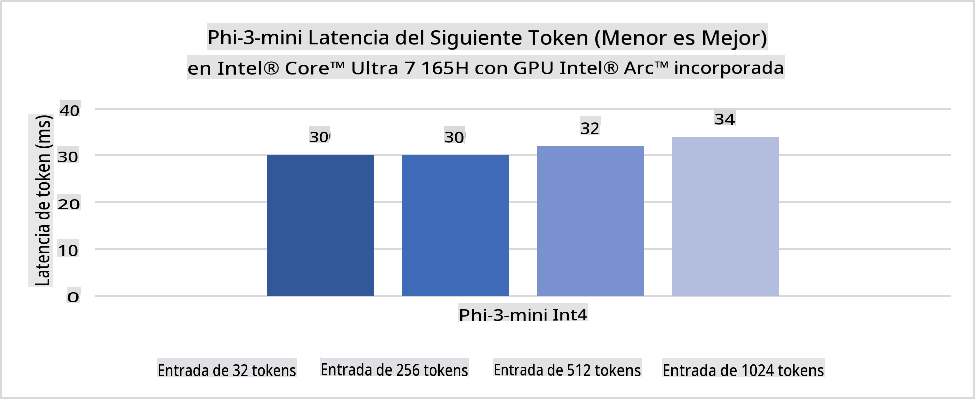 Phi-3-mini Latencia del Siguiente Token (Menor es Mejor)
en Intel® Core™ Ultra 7 165H con GPU Intel® Arc™ incorporada
Latencia de token (ms)
40
30
20
10
0
30
30
32
34
Phi-3-mini Int4
Entrada de 32 tokens
Entrada de 256 tokens
Entrada de 512 tokens
Entrada de 1024 tokens